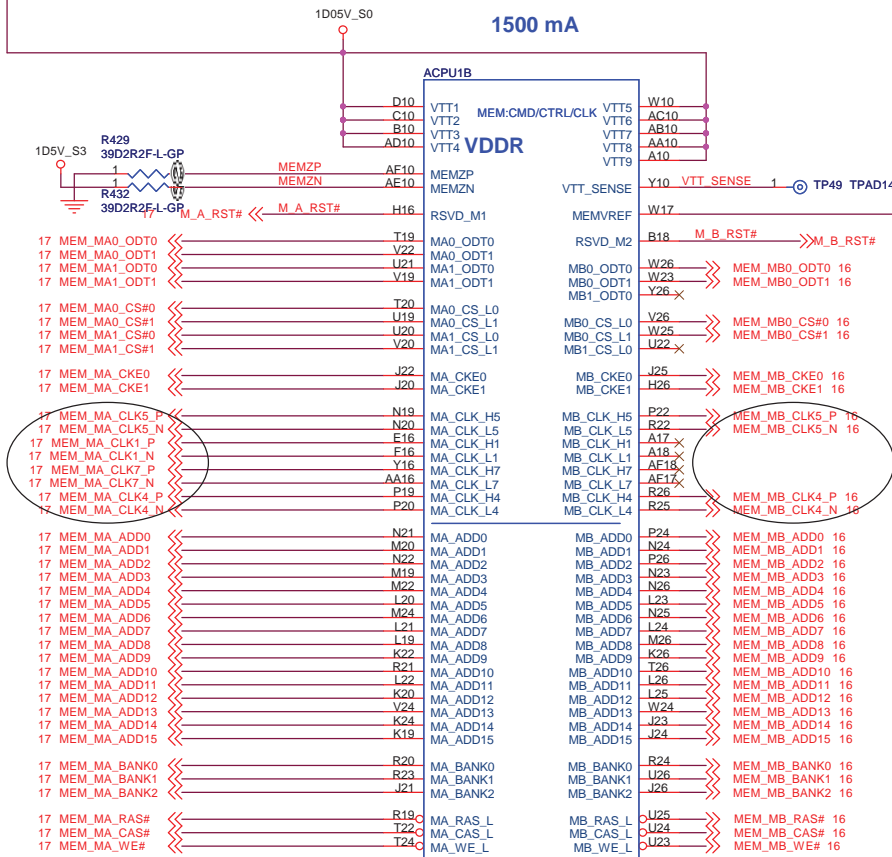 1D05V_S0
1500 mA
ACPU1B
D10 VTT1 MEM:CMD/CTRL/CLK VTT5 W10
C10 VTT2 VTT6 AC10
B10 VTT3 VTT7 AB10
AD10 VTT4 VDDR VTT8 AA10
VTT9 A10
R429
39D2R2F-L-GP
1D5V_S3
1 MEMZP AF10 MEMZP
1 MEMZN AE10 MEMZN VTT_SENSE Y10 VTT_SENSE 1 TP49 TPAD14
R432
39D2R2F-L-GP
17 M_A_RST# M_A_RST# H16 RSVD_M1 MEMVREF W17
RSVD_M2 B18 M_B_RST# M_B_RST#
17 MEM_MA0_ODT0 T19 MA0_ODT0
17 MEM_MA0_ODT1 V22 MA0_ODT1
17 MEM_MA1_ODT0 U21 MA1_ODT0 MB0_ODT0 W26 MEM_MB0_ODT0 16
17 MEM_MA1_ODT1 V19 MA1_ODT1 MB0_ODT1 W23 MEM_MB0_ODT1 16
MB1_ODT0 Y26
17 MEM_MA0_CS#0 T20 MA0_CS_L0
17 MEM_MA0_CS#1 U19 MA0_CS_L1 MB0_CS_L0 V26 MEM_MB0_CS#0 16
17 MEM_MA1_CS#0 U20 MA1_CS_L0 MB0_CS_L1 W25 MEM_MB0_CS#1 16
17 MEM_MA1_CS#1 V20 MA1_CS_L1 MB1_CS_L0 U22
17 MEM_MA_CKE0 J22 MA_CKE0 MB_CKE0 J25 MEM_MB_CKE0 16
17 MEM_MA_CKE1 J20 MA_CKE1 MB_CKE1 H26 MEM_MB_CKE1 16
17 MEM_MA_CLK5_P N19 MA_CLK_H5 MB_CLK_H5 P22 MEM_MB_CLK5_P 16
17 MEM_MA_CLK5_N N20 MA_CLK_L5 MB_CLK_L5 R22 MEM_MB_CLK5_N 16
17 MEM_MA_CLK1_P E16 MA_CLK_H1 MB_CLK_H1 A17
17 MEM_MA_CLK1_N F16 MA_CLK_L1 MB_CLK_L1 A18
17 MEM_MA_CLK7_P Y16 MA_CLK_H7 MB_CLK_H7 AF18
17 MEM_MA_CLK7_N AA16 MA_CLK_L7 MB_CLK_L7 AF17
17 MEM_MA_CLK4_P P19 MA_CLK_H4 MB_CLK_H4 R26 MEM_MB_CLK4_P 16
17 MEM_MA_CLK4_N P20 MA_CLK_L4 MB_CLK_L4 R25 MEM_MB_CLK4_N 16
17 MEM_MA_ADD0 N21 MA_ADD0 MB_ADD0 P24 MEM_MB_ADD0 16
17 MEM_MA_ADD1 M20 MA_ADD1 MB_ADD1 N24 MEM_MB_ADD1 16
17 MEM_MA_ADD2 N22 MA_ADD2 MB_ADD2 P26 MEM_MB_ADD2 16
17 MEM_MA_ADD3 M19 MA_ADD3 MB_ADD3 N23 MEM_MB_ADD3 16
17 MEM_MA_ADD4 M22 MA_ADD4 MB_ADD4 N26 MEM_MB_ADD4 16
17 MEM_MA_ADD5 L20 MA_ADD5 MB_ADD5 L23 MEM_MB_ADD5 16
17 MEM_MA_ADD6 M24 MA_ADD6 MB_ADD6 N25 MEM_MB_ADD6 16
17 MEM_MA_ADD7 L21 MA_ADD7 MB_ADD7 L24 MEM_MB_ADD7 16
17 MEM_MA_ADD8 L19 MA_ADD8 MB_ADD8 M26 MEM_MB_ADD8 16
17 MEM_MA_ADD9 K22 MA_ADD9 MB_ADD9 K26 MEM_MB_ADD9 16
17 MEM_MA_ADD10 R21 MA_ADD10 MB_ADD10 T26 MEM_MB_ADD10 16
17 MEM_MA_ADD11 L22 MA_ADD11 MB_ADD11 L26 MEM_MB_ADD11 16
17 MEM_MA_ADD12 K20 MA_ADD12 MB_ADD12 L25 MEM_MB_ADD12 16
17 MEM_MA_ADD13 V24 MA_ADD13 MB_ADD13 W24 MEM_MB_ADD13 16
17 MEM_MA_ADD14 K24 MA_ADD14 MB_ADD14 J23 MEM_MB_ADD14 16
17 MEM_MA_ADD15 K19 MA_ADD15 MB_ADD15 J24 MEM_MB_ADD15 16
17 MEM_MA_BANK0 R20 MA_BANK0 MB_BANK0 R24 MEM_MB_BANK0 16
17 MEM_MA_BANK1 R23 MA_BANK1 MB_BANK1 U26 MEM_MB_BANK1 16
17 MEM_MA_BANK2 J21 MA_BANK2 MB_BANK2 J26 MEM_MB_BANK2 16
17 MEM_MA_RAS# R19 MA_RAS_L MB_RAS_L U25 MEM_MB_RAS# 16
17 MEM_MA_CAS# T22 MA_CAS_L MB_CAS_L U24 MEM_MB_CAS# 16
17 MEM_MA_WE# T24 MA_WE_L MB_WE_L U23 MEM_MB_WE# 16